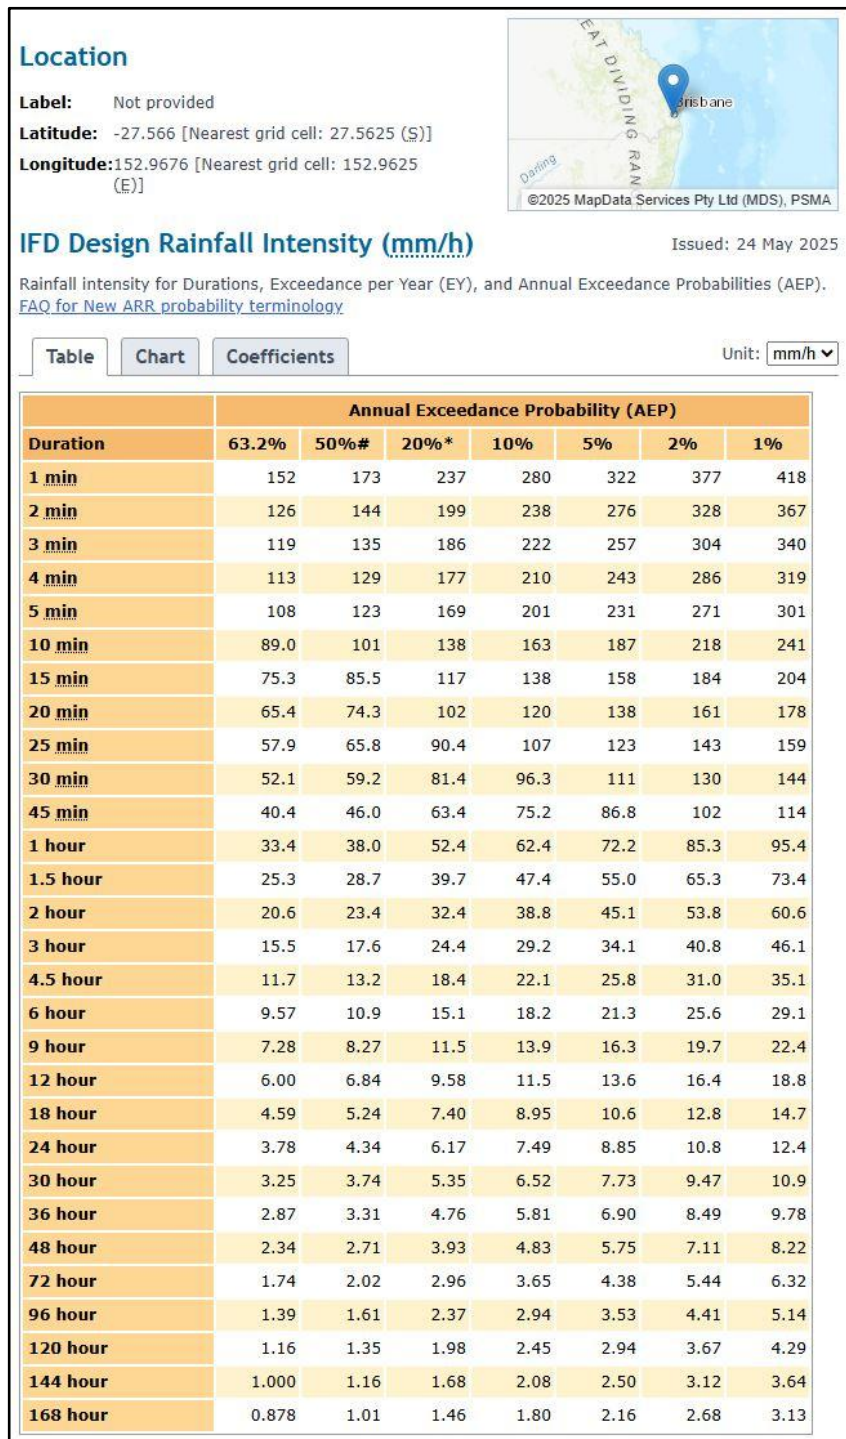 Location
Label: Not provided
Latitude: -27.566 [Nearest grid cell: 27.5625 (S)]
Longitude:152.9676 [Nearest grid cell: 152.9625
(E)]
EAT DIVIDING RAN
Brisbane
Darling
©2025 MapData Services Pty Ltd (MDS), PSMA
IFD Design Rainfall Intensity (mm/h)
Issued: 24 May 2025
Rainfall intensity for Durations, Exceedance per Year (EY), and Annual Exceedance Probabilities (AEP).
FAQ for New ARR probability terminology
Table Chart Coefficients Unit: mm/h
Annual Exceedance Probability (AEP)
Duration 63.2% 50%# 20%* 10% 5% 2% 1%
1 min 152 173 237 280 322 377 418
2 min 126 144 199 238 276 328 367
3 min 119 135 186 222 257 304 340
4 min 113 129 177 210 243 286 319
5 min 108 123 169 201 231 271 301
10 min 89.0 101 138 163 187 218 241
15 min 75.3 85.5 117 138 158 184 204
20 min 65.4 74.3 102 120 138 161 178
25 min 57.9 65.8 90.4 107 123 143 159
30 min 52.1 59.2 81.4 96.3 111 130 144
45 min 40.4 46.0 63.4 75.2 86.8 102 114
1 hour 33.4 38.0 52.4 62.4 72.2 85.3 95.4
1.5 hour 25.3 28.7 39.7 47.4 55.0 65.3 73.4
2 hour 20.6 23.4 32.4 38.8 45.1 53.8 60.6
3 hour 15.5 17.6 24.4 29.2 34.1 40.8 46.1
4.5 hour 11.7 13.2 18.4 22.1 25.8 31.0 35.1
6 hour 9.57 10.9 15.1 18.2 21.3 25.6 29.1
9 hour 7.28 8.27 11.5 13.9 16.3 19.7 22.4
12 hour 6.00 6.84 9.58 11.5 13.6 16.4 18.8
18 hour 4.59 5.24 7.40 8.95 10.6 12.8 14.7
24 hour 3.78 4.34 6.17 7.49 8.85 10.8 12.4
30 hour 3.25 3.74 5.35 6.52 7.73 9.47 10.9
36 hour 2.87 3.31 4.76 5.81 6.90 8.49 9.78
48 hour 2.34 2.71 3.93 4.83 5.75 7.11 8.22
72 hour 1.74 2.02 2.96 3.65 4.38 5.44 6.32
96 hour 1.39 1.61 2.37 2.94 3.53 4.41 5.14
120 hour 1.16 1.35 1.98 2.45 2.94 3.67 4.29
144 hour 1.000 1.16 1.68 2.08 2.50 3.12 3.64
168 hour 0.878 1.01 1.46 1.80 2.16 2.68 3.13